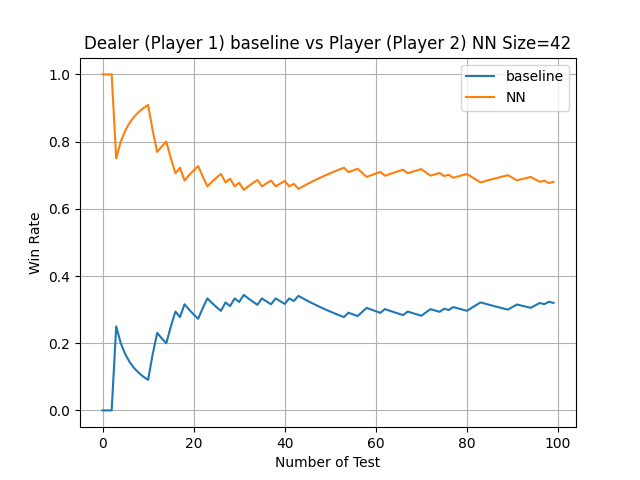 Dealer (Player 1) baseline vs Player (Player 2) NN Size=42
baseline
NN
1.0
0.8
0.6
0.4
0.2
0.0
Win Rate
0 20 40 60 80 100
Number of Test